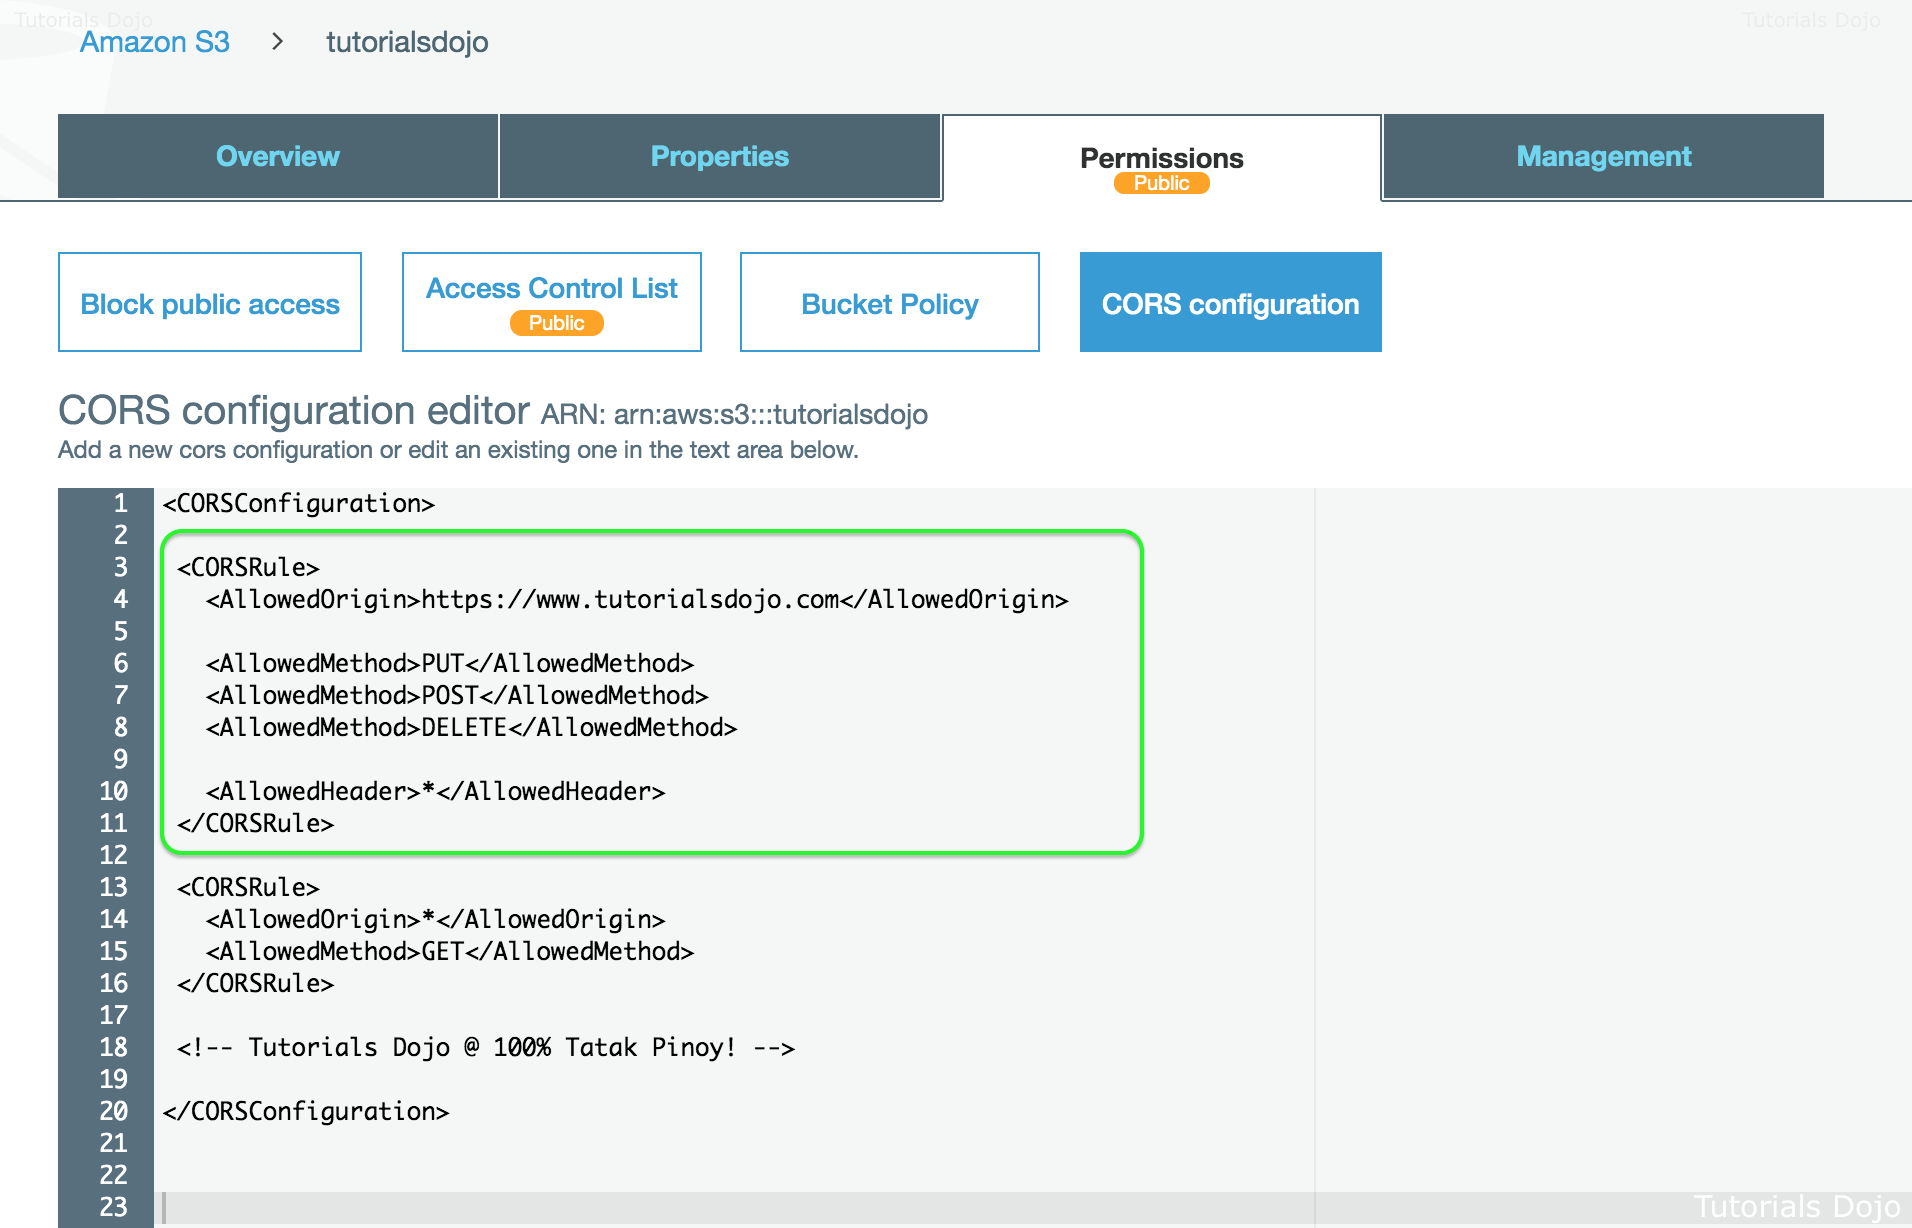 Tutorials Dojo
Tutorials Dojo
Amazon S3 > tutorialsdojo
Overview
Properties
Permissions
Public
Management
Block public access
Access Control List
Public
Bucket Policy
CORS configuration
CORS configuration editor ARN: arn:aws:s3:::tutorialsdojo
Add a new cors configuration or edit an existing one in the text area below.
1 <CORSConfiguration>
2
3 <CORSRule>
4 <AllowedOrigin>https://www.tutorialsdojo.com</AllowedOrigin>
5
6 <AllowedMethod>PUT</AllowedMethod>
7 <AllowedMethod>POST</AllowedMethod>
8 <AllowedMethod>DELETE</AllowedMethod>
9
10 <AllowedHeader>*</AllowedHeader>
11 </CORSRule>
12
13 <CORSRule>
14 <AllowedOrigin>*</AllowedOrigin>
15 <AllowedMethod>GET</AllowedMethod>
16 </CORSRule>
17
18 <!-- Tutorials Dojo @ 100% Tatak Pinoy! -->
19
20 </CORSConfiguration>
21
22
23
Tutorials Dojo